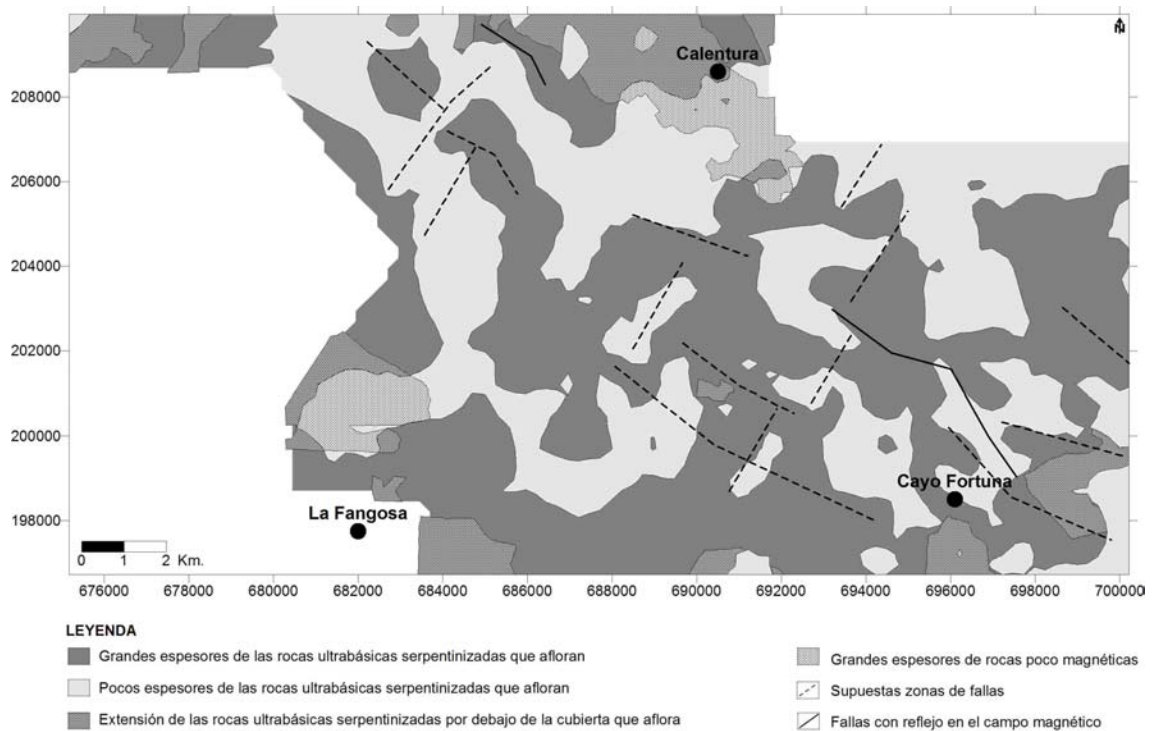 N
Calentura
208000
206000
204000
202000
200000
198000
Cayo Fortuna
La Fangosa
0 1 2 Km.
676000 678000 680000 682000 684000 686000 688000 690000 692000 694000 696000 698000 700000
LEYENDA
Grandes espesores de las rocas ultrabásicas serpentinizadas que afloran
Pocos espesores de las rocas ultrabásicas serpentinizadas que afloran
Extensión de las rocas ultrabásicas serpentinizadas por debajo de la cubierta que aflora
Grandes espesores de rocas poco magnéticas
Supuestas zonas de fallas
Fallas con reflejo en el campo magnético